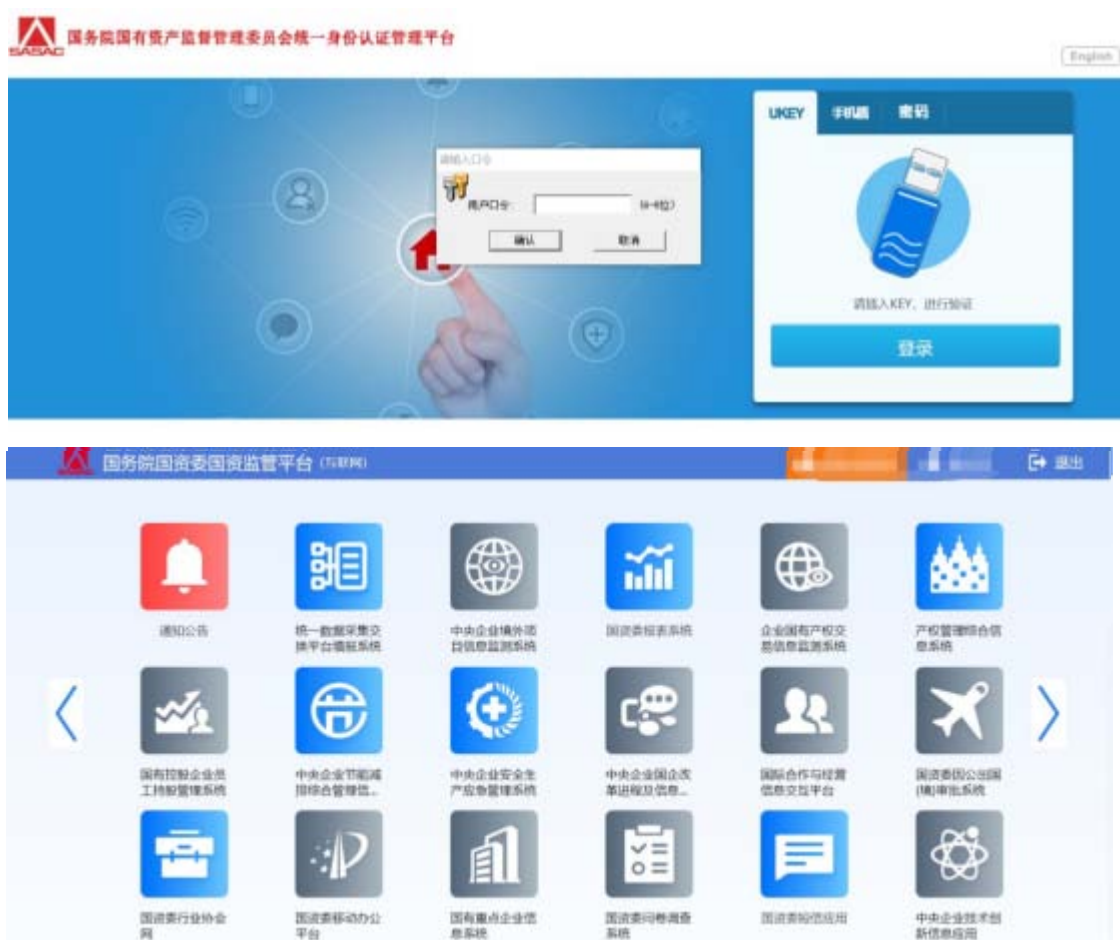 SASAC
国务院国有资产监督管理委员会统一身份认证管理平台
English
UKEY 手机盾 密码
请输入口令
用户口令:
确认 取消
请插入KEY，进行验证
登录
国务院国资委国资监管平台 (互联网)
退出
通知公告
统一数据采集交
换平台填报系统
中央企业境外项
目信息监测系统
国资委报表系统
企业国有产权交
易信息监测系统
产权管理综合信
息系统
国有控股企业员
工持股管理系统
中央企业节能减
排综合管理信...
中央企业安全生
产应急管理系统
中央企业国企改
革进程及信息...
国际合作与经营
信息交互平台
国资委因公出国
(境)审批系统
国资委行业协会
网
国资委移动办公
平台
国有重点企业信
息系统
国资委问卷调查
系统
国资委短信应用
中央企业技术创
新信息应用